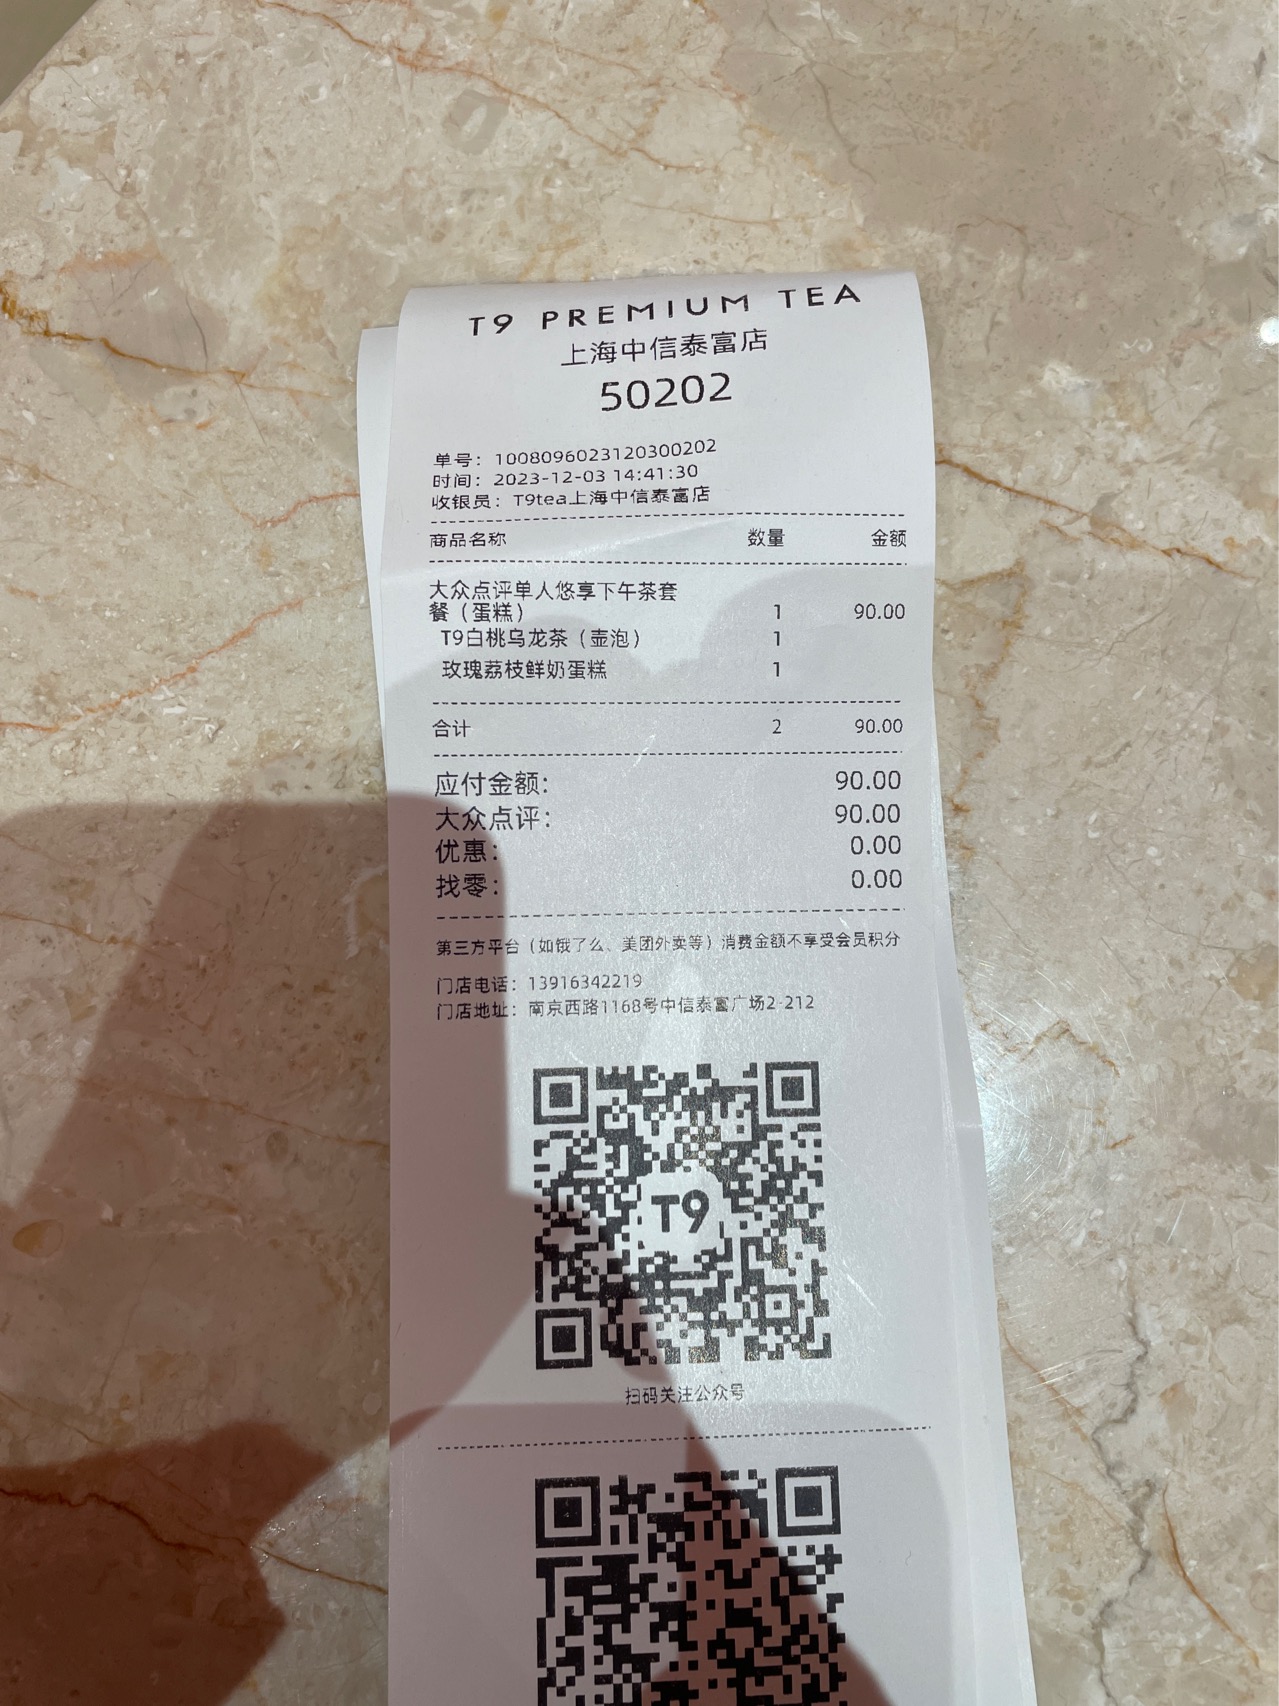 T9 PREMIUM TEA
上海中信泰富店
50202
单号：1008096023120300202
时间：2023-12-03 14:41:30
收银员：T9tea上海中信泰富店
商品名称 数量 金额
大众点评单人悠享下午茶套
餐（蛋糕） 1 90.00
T9白桃乌龙茶（壶泡） 1
玫瑰荔枝鲜奶蛋糕 1
合计 2 90.00
应付金额： 90.00
大众点评： 90.00
优惠： 0.00
找零： 0.00
第三方平台（如饿了么、美团外卖等）消费金额不享受会员积分
门店电话：13916342219
门店地址：南京西路1168号中信泰富广场2-212
T9
扫码关注公众号